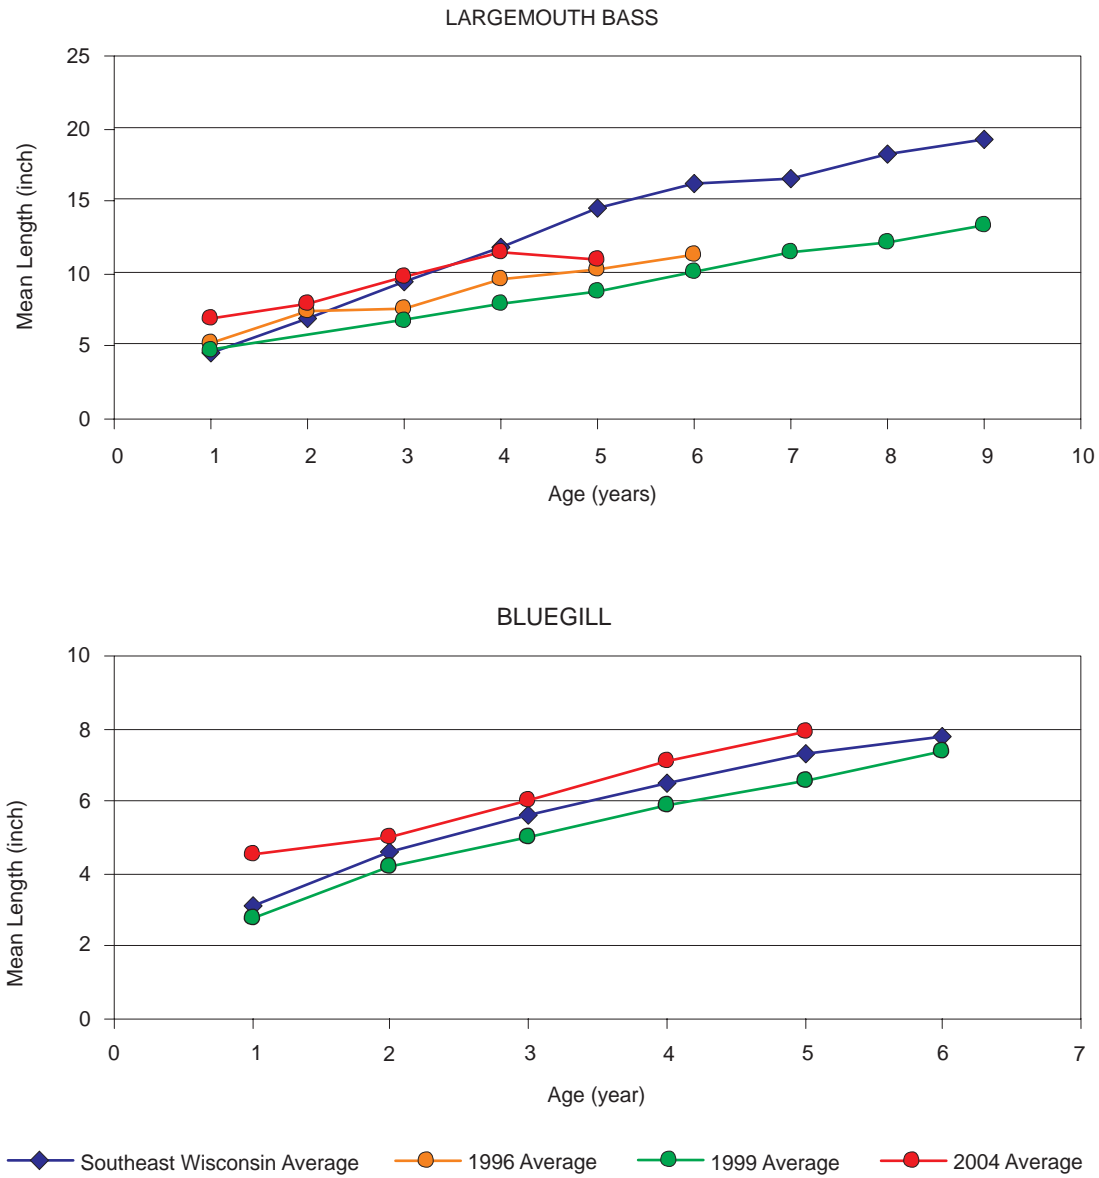 LARGEMOUTH BASS
25
20
15
10
5
0
Mean Length (inch)
0 1 2 3 4 5 6 7 8 9 10
Age (years)
BLUEGILL
10
8
6
4
2
0
Mean Length (inch)
0 1 2 3 4 5 6 7
Age (year)
Southeast Wisconsin Average 1996 Average 1999 Average 2004 Average